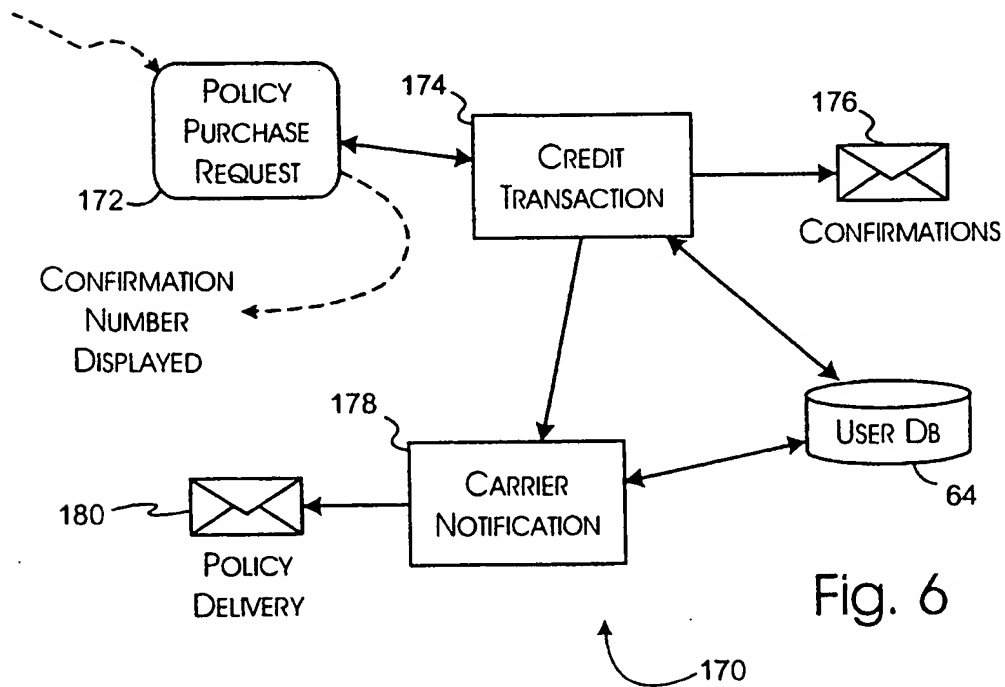 POLICY
PURCHASE
REQUEST
172
174
CREDIT
TRANSACTION
176
CONFIRMATIONS
CONFIRMATION
NUMBER
DISPLAYED
178
CARRIER
NOTIFICATION
USER DB
64
180
POLICY
DELIVERY
Fig. 6
170